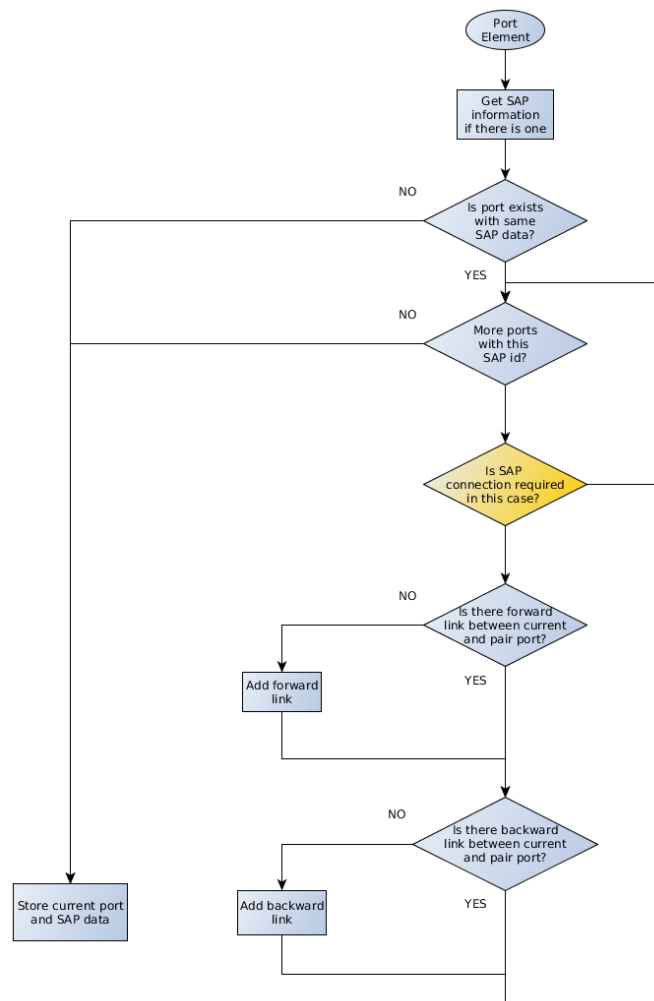 Port
Element
Get SAP
information
if there is one
NO
Is port exists
with same
SAP data?
YES
NO
More ports
with this
SAP id?
Is SAP
connection required
in this case?
NO
Is there forward
link between current
and pair port?
YES
Add forward
link
NO
Is there backward
link between current
and pair port?
YES
Store current port
and SAP data
Add backward
link